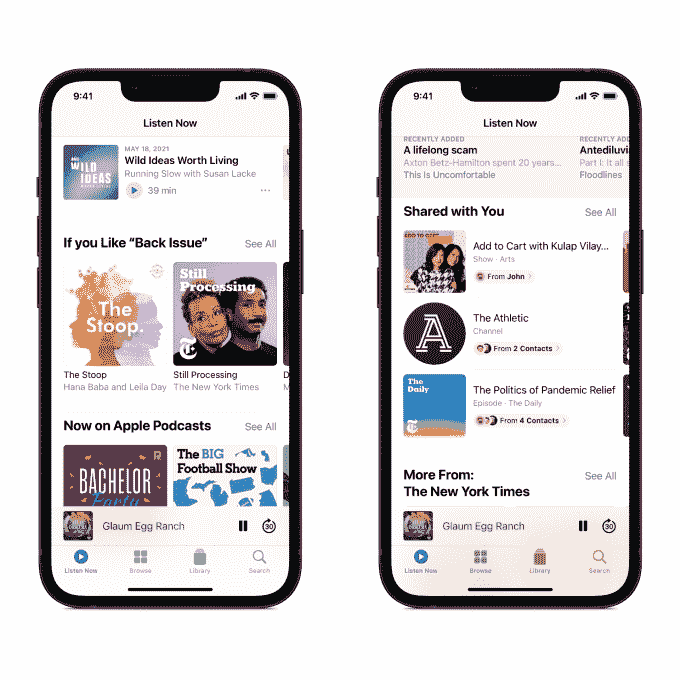 9:41
Listen Now
WILD
IDEAS
MAY 18, 2021
Wild Ideas Worth Living
Running Slow with Susan Lacke
39 min
If you Like “Back Issue”
See All
The
Stoop.
Still
Processing
The Stoop
Hana Baba and Leila Day
Still Processing
The New York Times
D
Now on Apple Podcasts
See All
BACHELOR
Party
The BIG
Football Show
Glaum Egg Ranch
30
Listen Now
Browse
Library
Search
9:41
Listen Now
RECENTLY ADDED
A lifelong scam
Axton Betz-Hamilton spent 20 years...
This Is Uncomfortable
RECENTLY ADD
Antediluvi
Part I: It all s
Floodlines
Shared with You
See All
ADD TO CART
Add to Cart with Kulap Vilay...
Show · Arts
From John
A
The Athletic
Channel
From 2 Contacts
The
Daily
The Politics of Pandemic Relief
Episode · The Daily
From 4 Contacts
More From:
The New York Times
See All
Glaum Egg Ranch
30
Listen Now
Browse
Library
Search